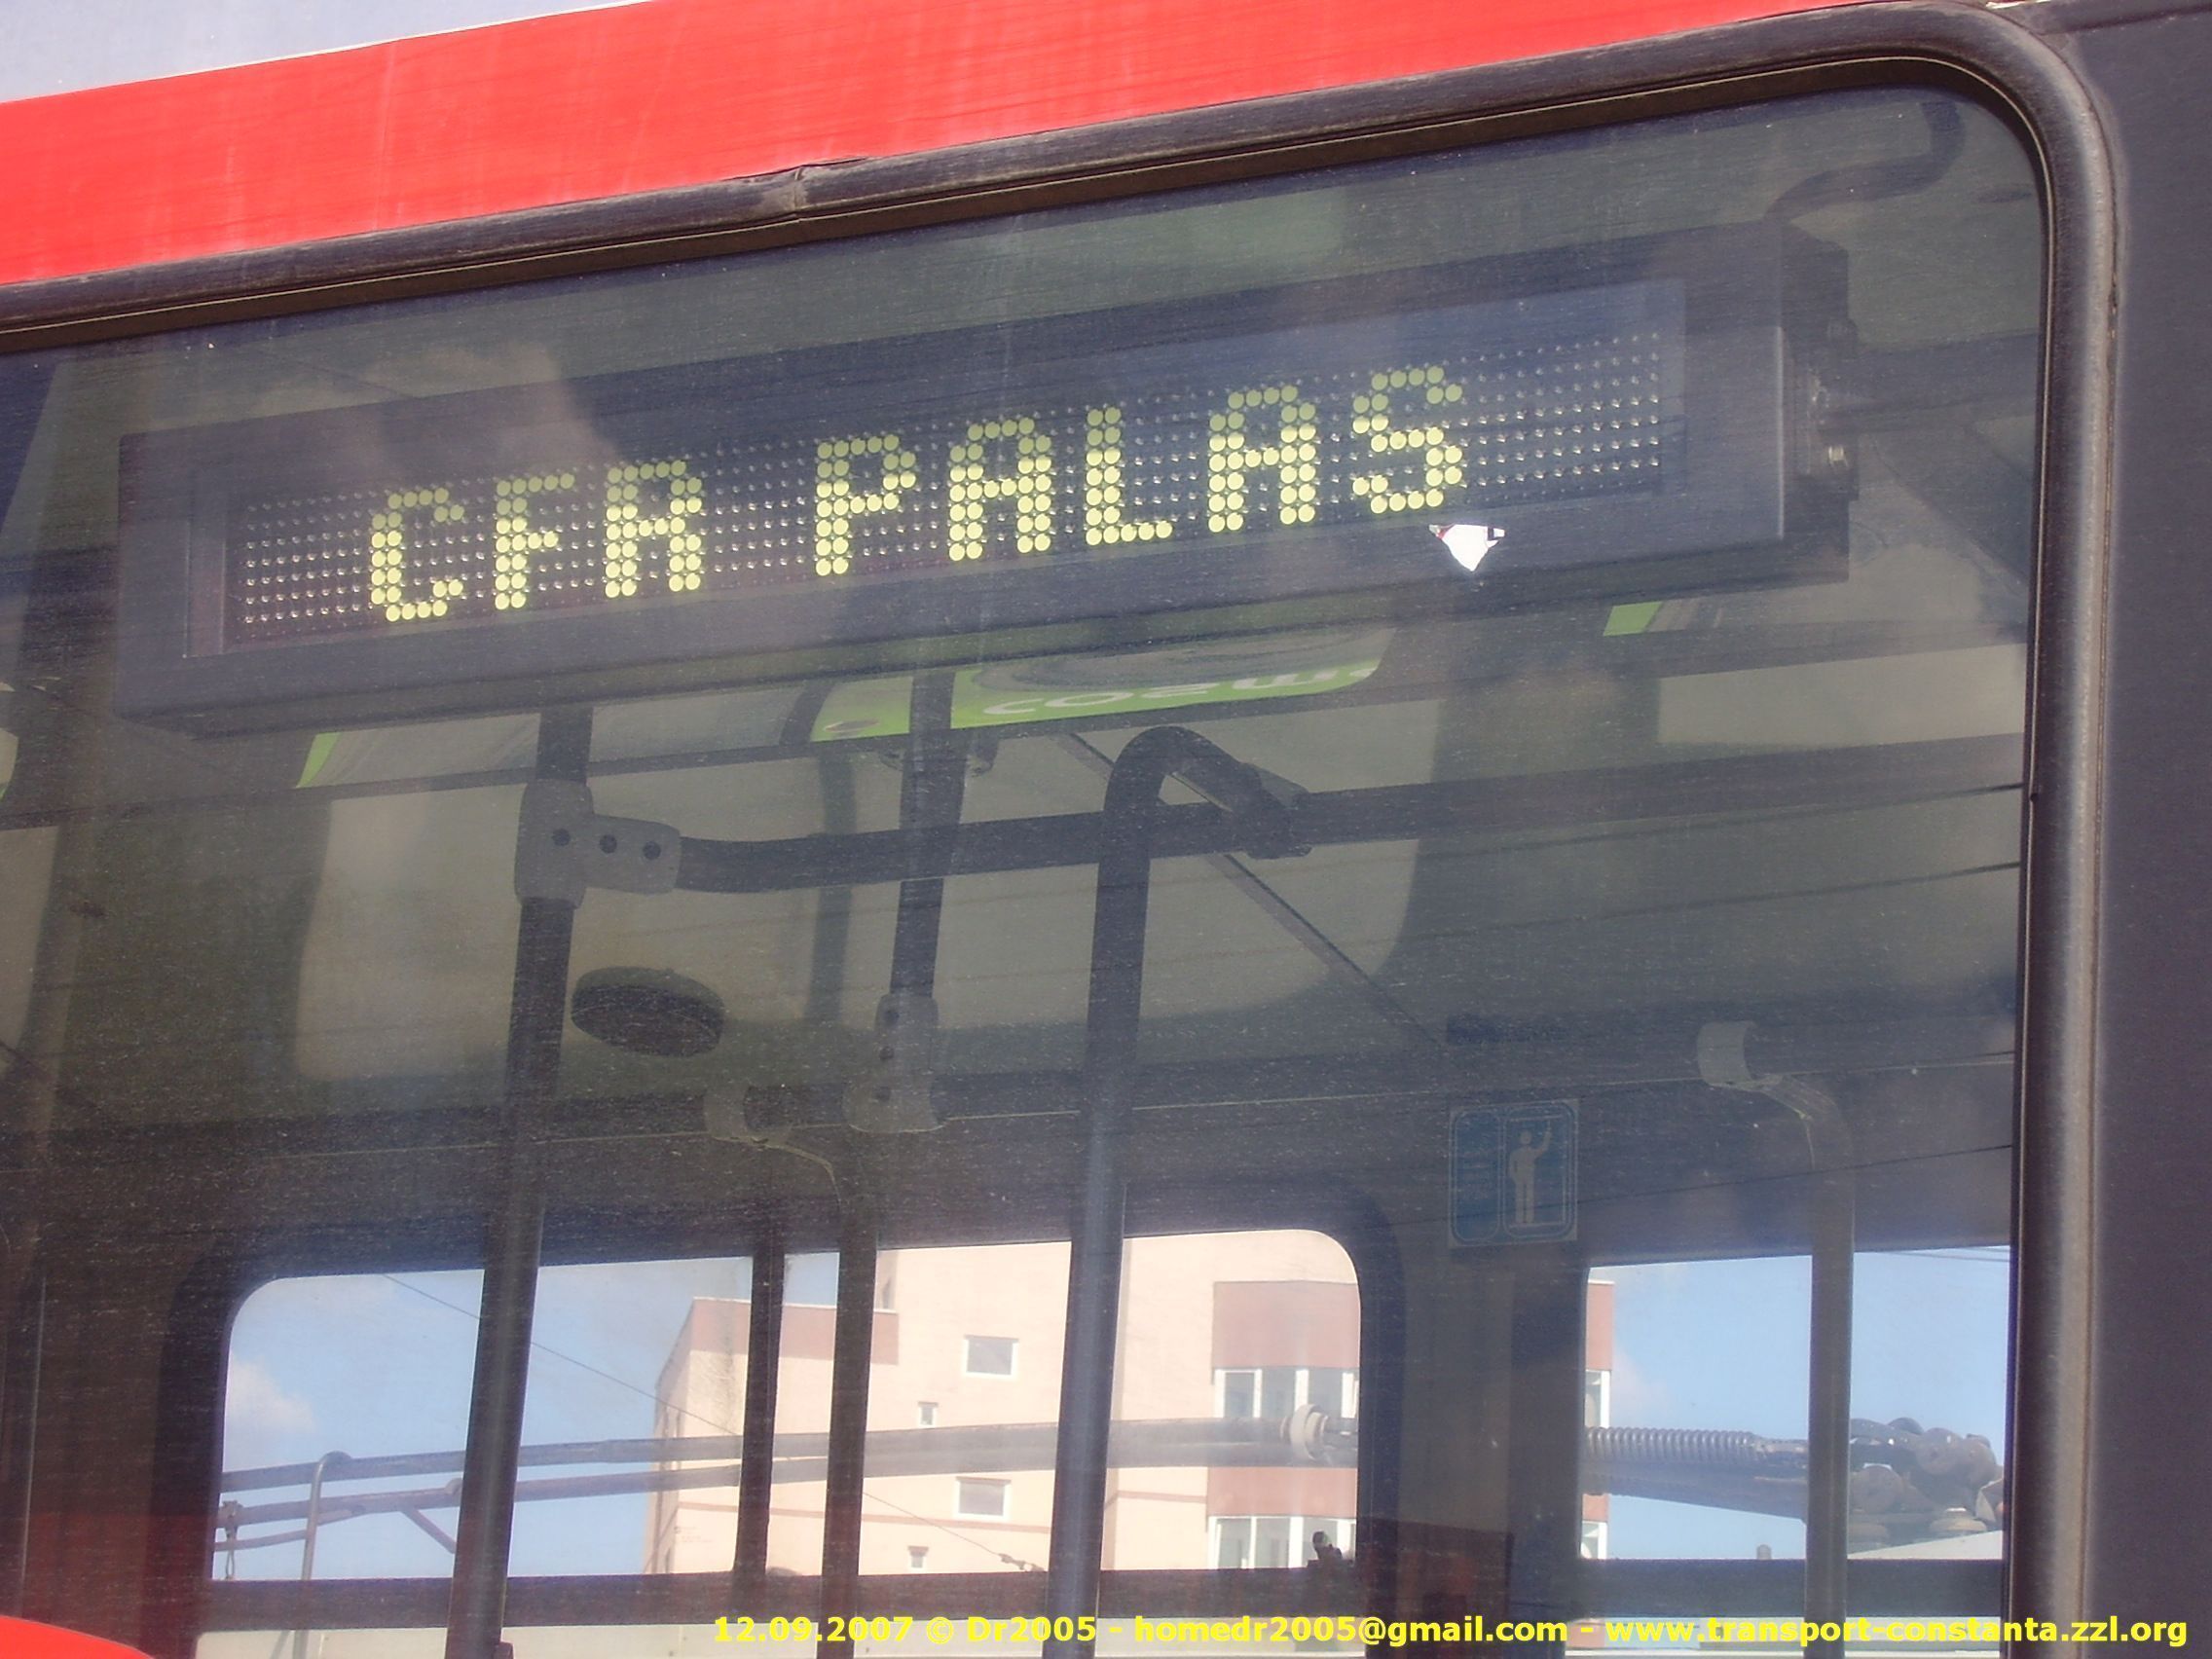 CFR PALAS
12.09.2007 © Dr2005 - homedr2005@gmail.com - www.transport-constanta.zzl.org